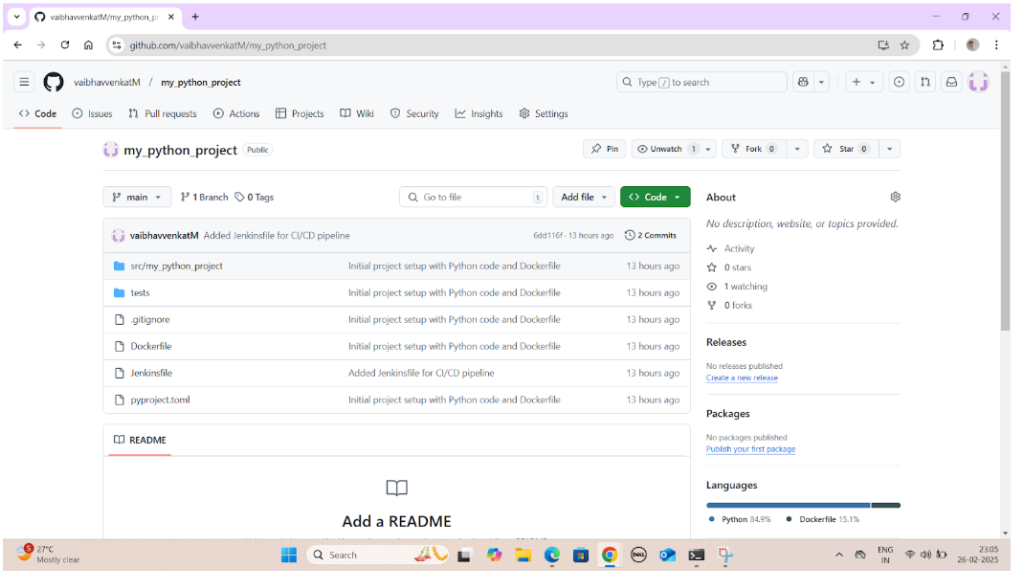 vaibhavvenkatM/my_python_pr
github.com/vaibhavvenkatM/my_python_project
vaibhavvenkatM / my_python_project
Type / to search
Code Issues Pull requests Actions Projects Wiki Security Insights Settings
my_python_project Public
Pin Unwatch 1 Fork 0 Star 0
main 1 Branch 0 Tags
Go to file t Add file Code
vaibhavvenkatM Added Jenkinsfile for CI/CD pipeline 6dd116f · 13 hours ago 2 Commits
src/my_python_project Initial project setup with Python code and Dockerfile 13 hours ago
tests Initial project setup with Python code and Dockerfile 13 hours ago
.gitignore Initial project setup with Python code and Dockerfile 13 hours ago
Dockerfile Initial project setup with Python code and Dockerfile 13 hours ago
Jenkinsfile Added Jenkinsfile for CI/CD pipeline 13 hours ago
pyproject.toml Initial project setup with Python code and Dockerfile 13 hours ago
README
Add a README
About
No description, website, or topics provided.
Activity
0 stars
1 watching
0 forks
Releases
No releases published
Create a new release
Packages
No packages published
Publish your first package
Languages
Python 84.9% Dockerfile 15.1%
5
27°C
Mostly clear
Search
DELL
ENG
IN
23:05
26-02-2025